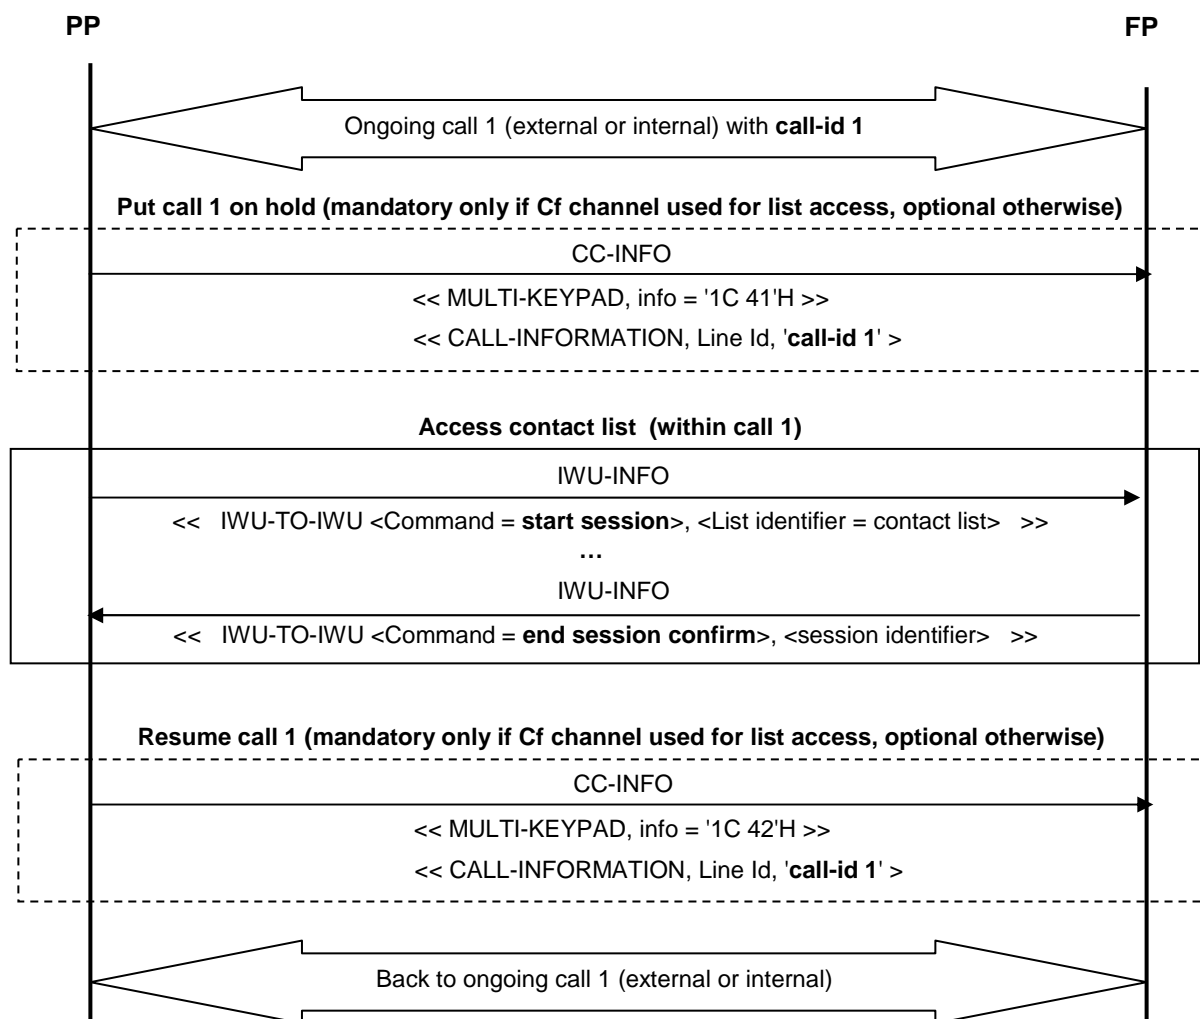 PP
FP
Ongoing call 1 (external or internal) with call-id 1
Put call 1 on hold (mandatory only if Cf channel used for list access, optional otherwise)
CC-INFO
<< MULTI-KEYPAD, info = '1C 41'H >>
<< CALL-INFORMATION, Line Id, 'call-id 1' >
Access contact list (within call 1)
IWU-INFO
<< IWU-TO-IWU <Command = start session>, <List identifier = contact list> >>
...
IWU-INFO
<< IWU-TO-IWU <Command = end session confirm>, <session identifier> >>
Resume call 1 (mandatory only if Cf channel used for list access, optional otherwise)
CC-INFO
<< MULTI-KEYPAD, info = '1C 42'H >>
<< CALL-INFORMATION, Line Id, 'call-id 1' >
Back to ongoing call 1 (external or internal)